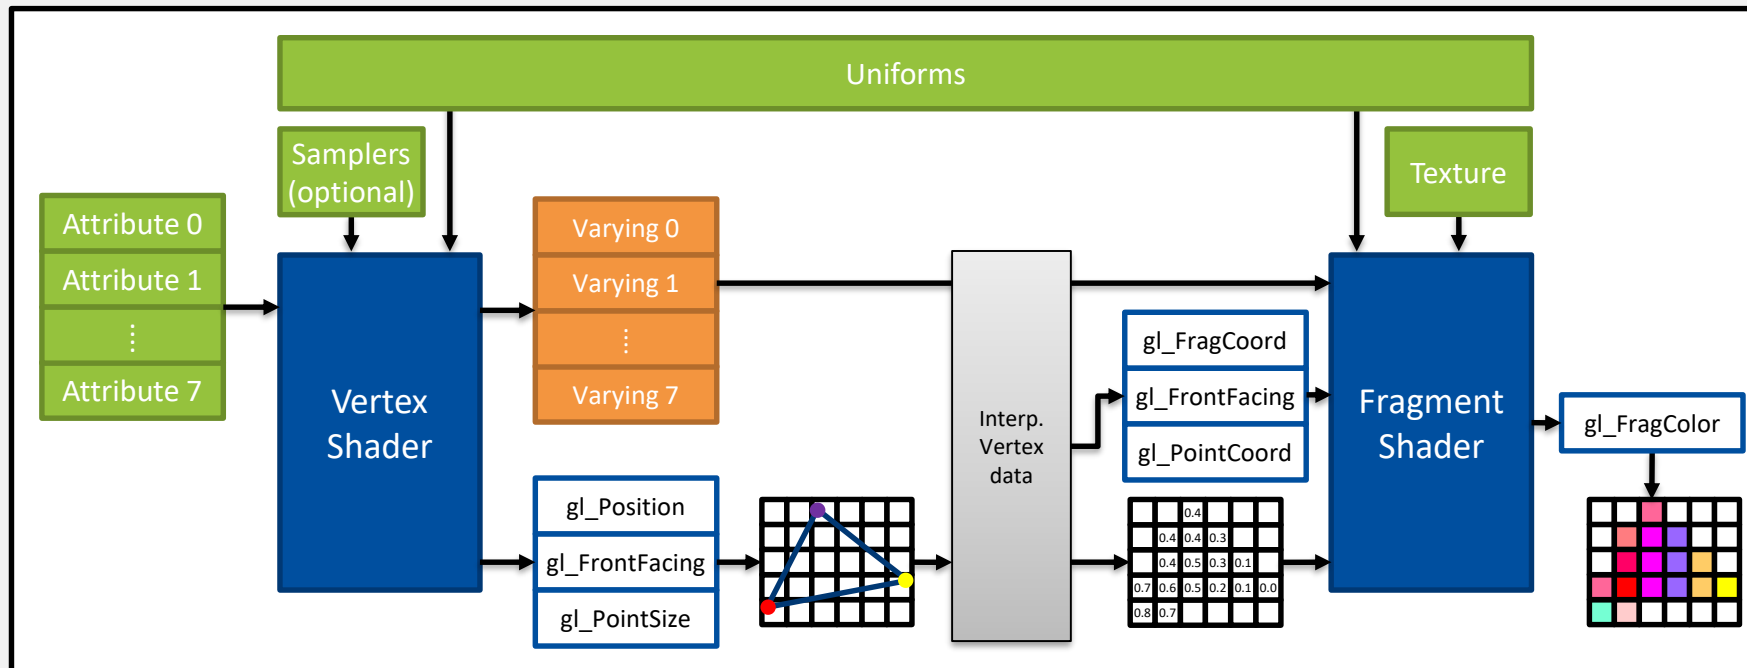 Uniforms
Samplers
(optional)
Texture
Attribute 0
Attribute 1
⋮
Attribute 7
Vertex
Shader
Varying 0
Varying 1
⋮
Varying 7
gl_Position
gl_FrontFacing
gl_PointSize
Interp.
Vertex
data
gl_FragCoord
gl_FrontFacing
gl_PointCoord
0.4
0.4 0.4 0.3
0.4 0.5 0.3 0.1
0.7 0.6 0.5 0.2 0.1 0.0
0.8 0.7
Fragment
Shader
gl_FragColor